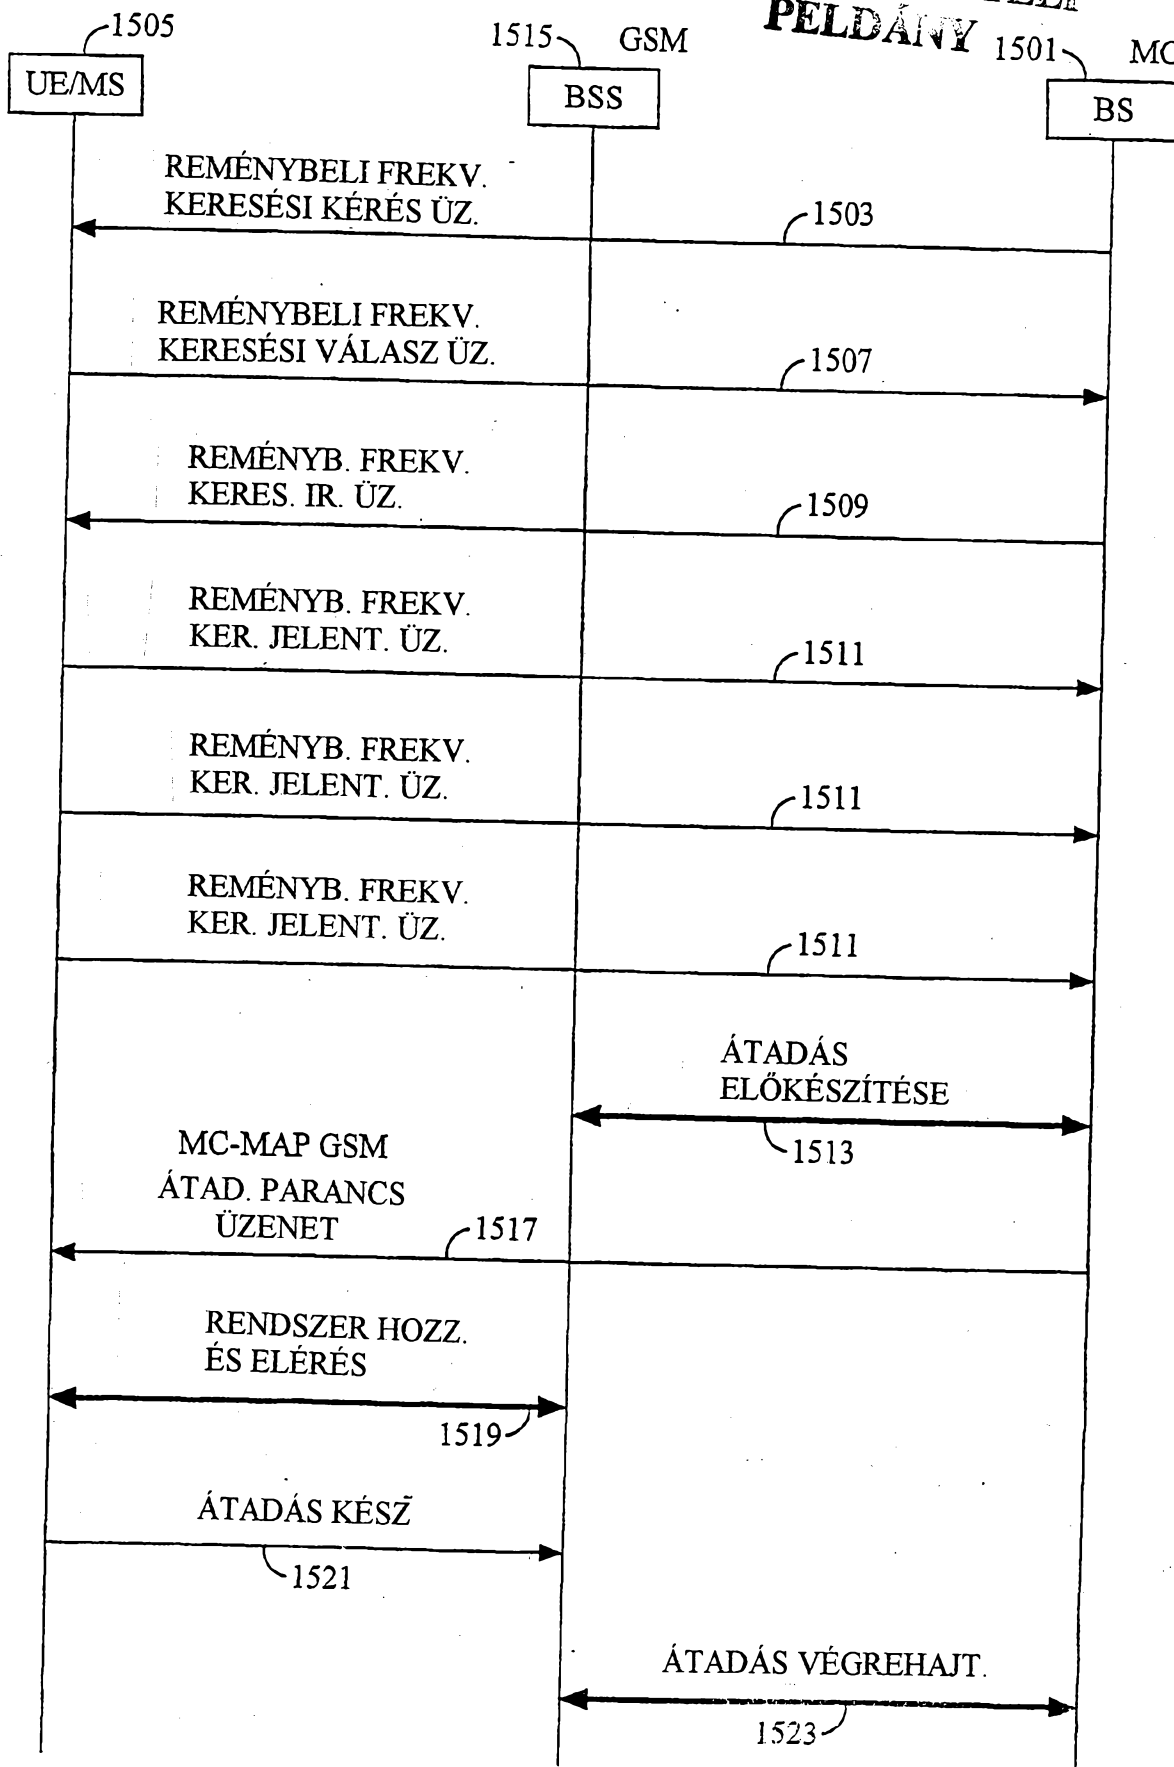 PÉLDÁNY
1505
1515
GSM
1501
UE/MS
BSS
BS
REMÉNYBELI FREKV.
KERESÉSI KÉRÉS ÜZ.
1503
REMÉNYBELI FREKV.
KERESÉSI VÁLASZ ÜZ.
1507
REMÉNYB. FREKV.
KERES. IR. ÜZ.
1509
REMÉNYB. FREKV.
KER. JELENT. ÜZ.
1511
REMÉNYB. FREKV.
KER. JELENT. ÜZ.
1511
REMÉNYB. FREKV.
KER. JELENT. ÜZ.
1511
ÁTADÁS
ELŐKÉSZÍTÉSE
1513
MC-MAP GSM
ÁTAD. PARANCS
ÜZENET
1517
RENDSZER HOZZ.
ÉS ELÉRÉS
1519
ÁTADÁS KÉSZ
1521
ÁTADÁS VÉGREHAJT.
1523